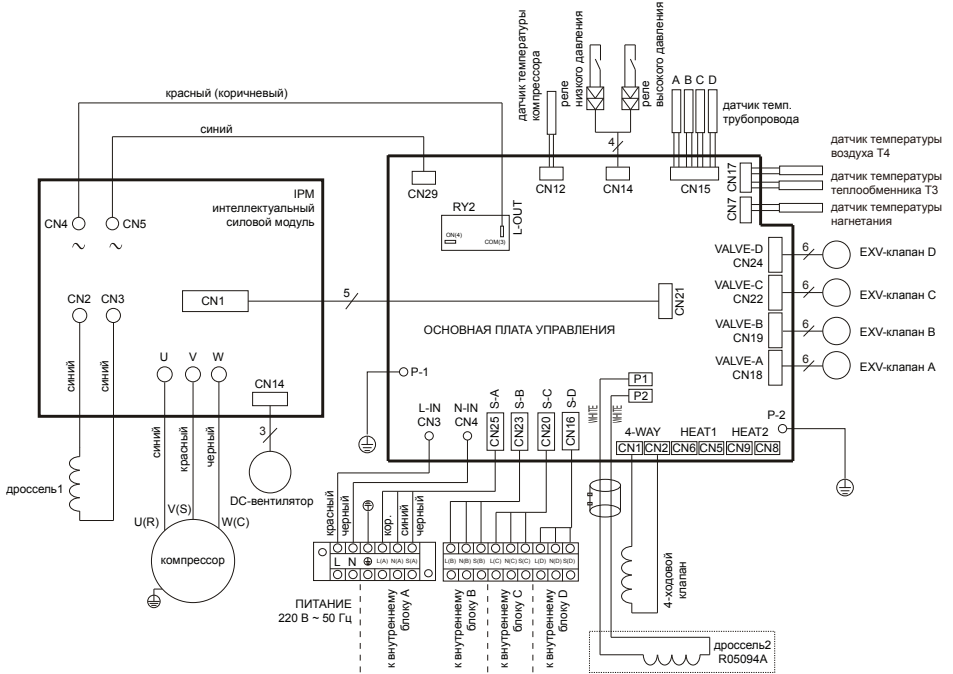 красный (коричневый)
синий
датчик температуры
компрессора
реле
низкого давления
реле
высокого давления
A B C D
датчик темп.
трубопровода
датчик температуры
воздуха T4
датчик температуры
теплообменника T3
датчик температуры
нагнетания
4
CN29
CN12
CN14
CN15
CN17
CN7
IPM
интеллектуальный
силовой модуль
CN4
CN5
RY2
ON(4)
COM(3)
L-OUT
VALVE-D
CN24
6
EXV-клапан D
VALVE-C
CN22
6
EXV-клапан C
VALVE-B
CN19
6
EXV-клапан B
VALVE-A
CN18
6
EXV-клапан A
CN2
CN3
CN1
5
CN21
ОСНОВНАЯ ПЛАТА УПРАВЛЕНИЯ
U
V
W
CN14
3
P-1
P1
P2
WHITE
WHITE
P-2
L-IN
CN3
N-IN
CN4
S-A
CN25
S-B
CN23
S-C
CN20
S-D
CN16
4-WAY
HEAT1
HEAT2
CN1 CN2 CN6 CN5 CN9 CN8
синий
синий
синий
красный
черный
дроссель1
DC-вентилятор
U(R)
V(S)
W(C)
компрессор
красный
черный
кор.
синий
черный
L N
L(A) N(A) S(A)
L(B) N(B) S(B)
L(C) N(C) S(C)
L(D) N(D) S(D)
ПИТАНИЕ
220 В ~ 50 Гц
к внутреннему
блоку A
к внутреннему
блоку B
к внутреннему
блоку C
к внутреннему
блоку D
4-ходовой
клапан
дроссель2
R05094A